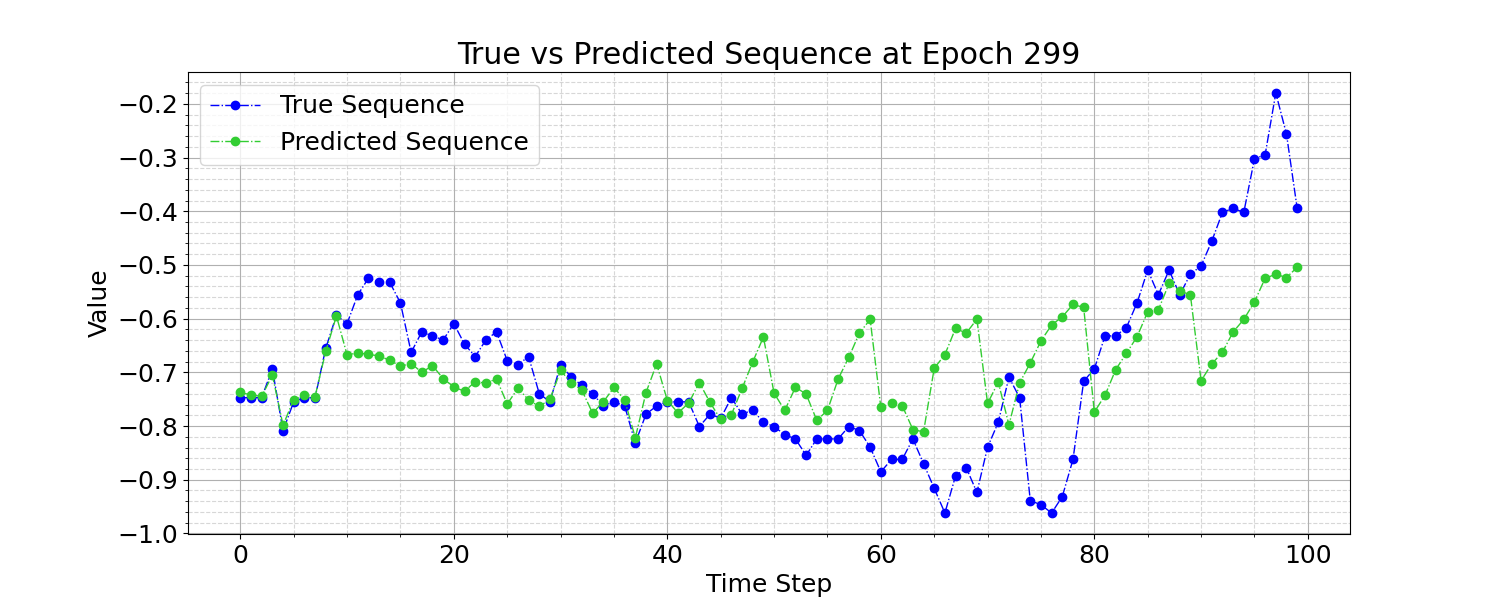 True vs Predicted Sequence at Epoch 299
True Sequence
Predicted Sequence
−0.2
−0.3
−0.4
−0.5
−0.6
−0.7
−0.8
−0.9
−1.0
Value
0 20 40 60 80 100
Time Step